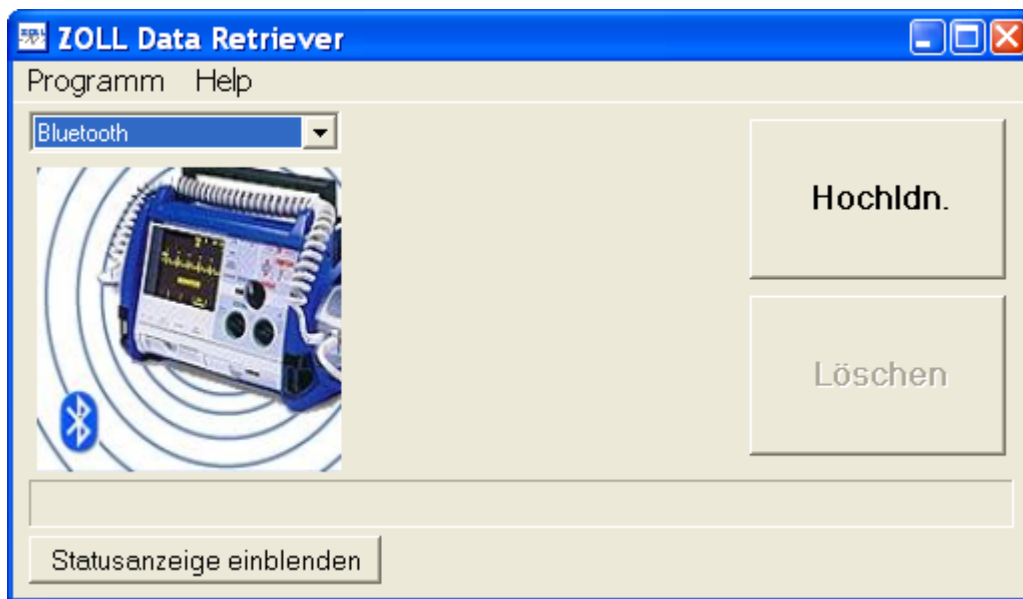 ZOLL Data Retriever
Programm Help
Bluetooth
Hochldn.
Löschen
Statusanzeige einblenden